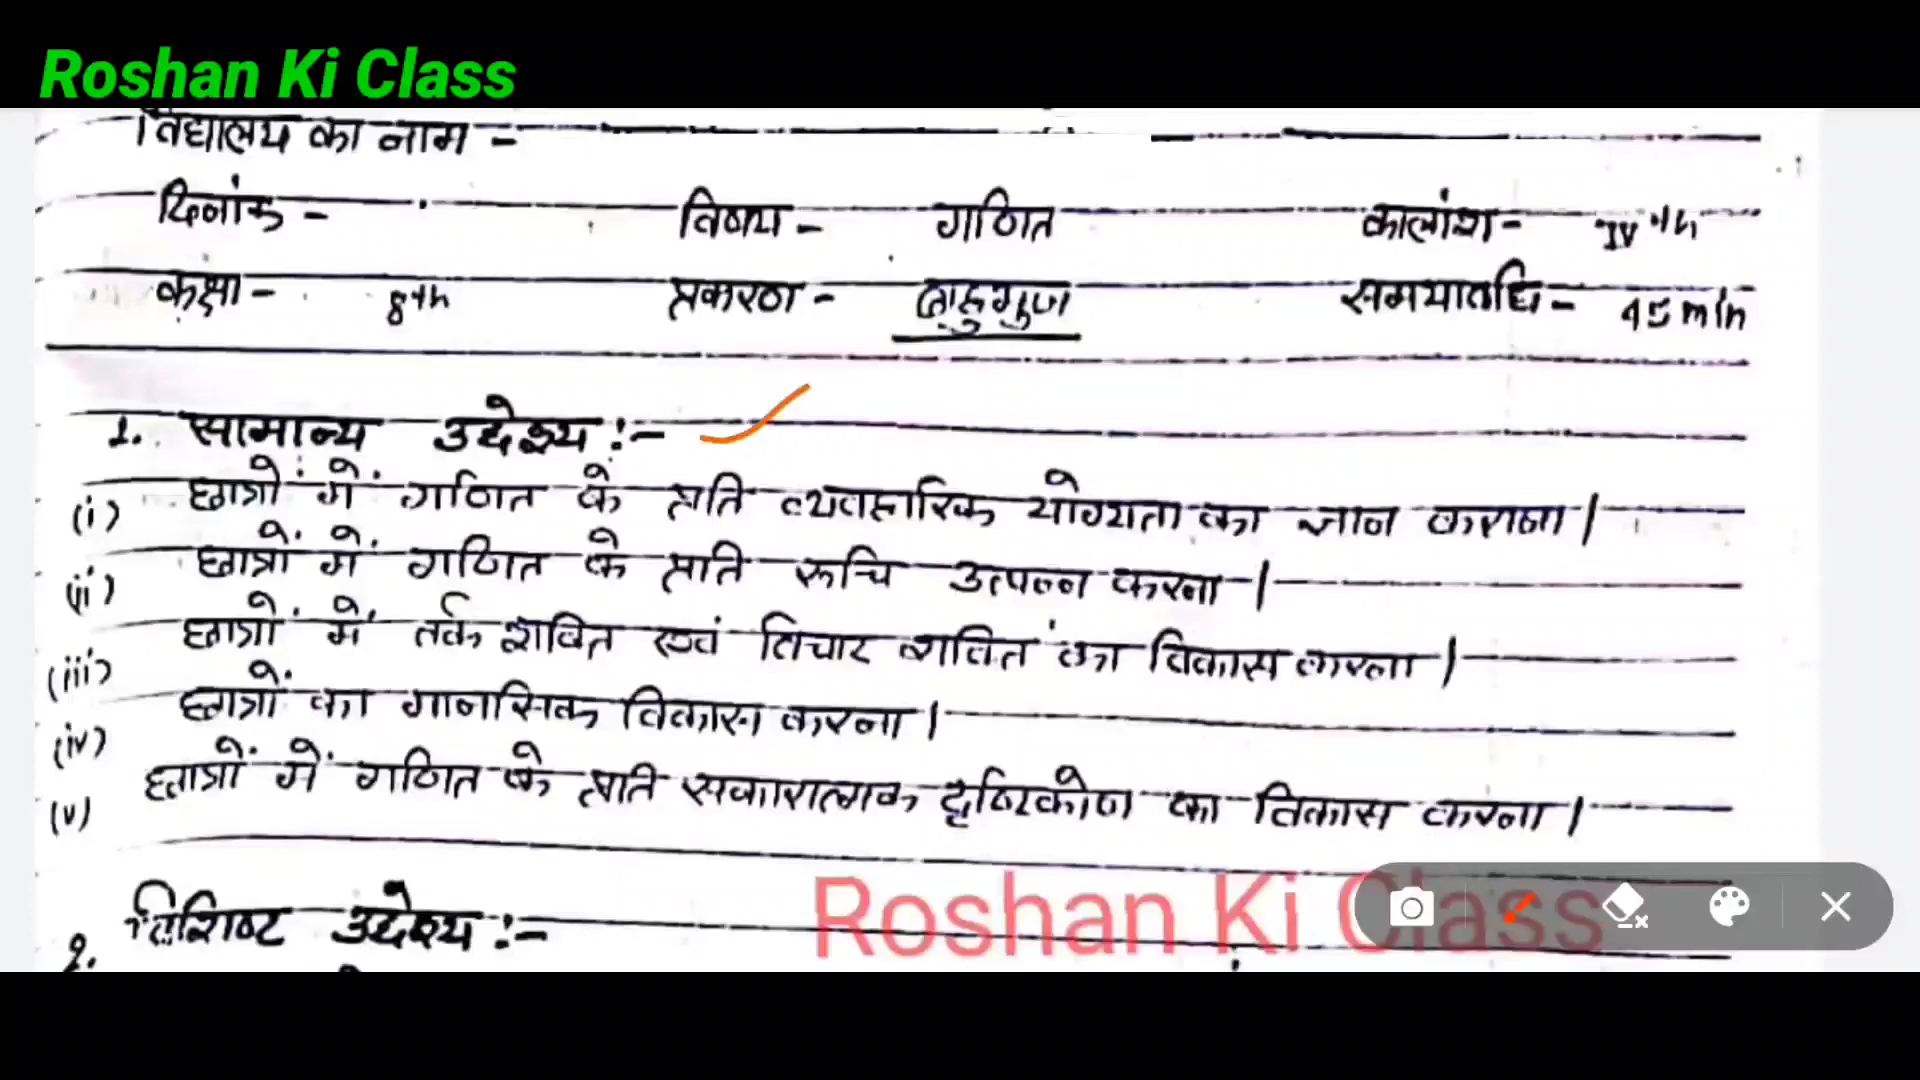 Roshan Ki Class
विद्यालय का नाम -
दिनांक - विषय - गणित कालांश - IVth
कक्षा - 8th प्रकरण - समयावधि - 45 min
1. सामान्य उद्देश्य :-
(i) छात्रों में गणित के प्रति व्यवहारिक योग्यता का ज्ञान कराना।
(ii) छात्रों में गणित के प्रति रूचि उत्पन्न करना।
(iii) छात्रों में तर्क शक्ति एवं विचार शक्ति का विकास करना।
(iv) छात्रों का मानसिक विकास करना।
(v) छात्रों में गणित के प्रति सकारात्मक दृष्टिकोण का विकास करना।
2. विशिष्ट उद्देश्य :-
Roshan Ki Class